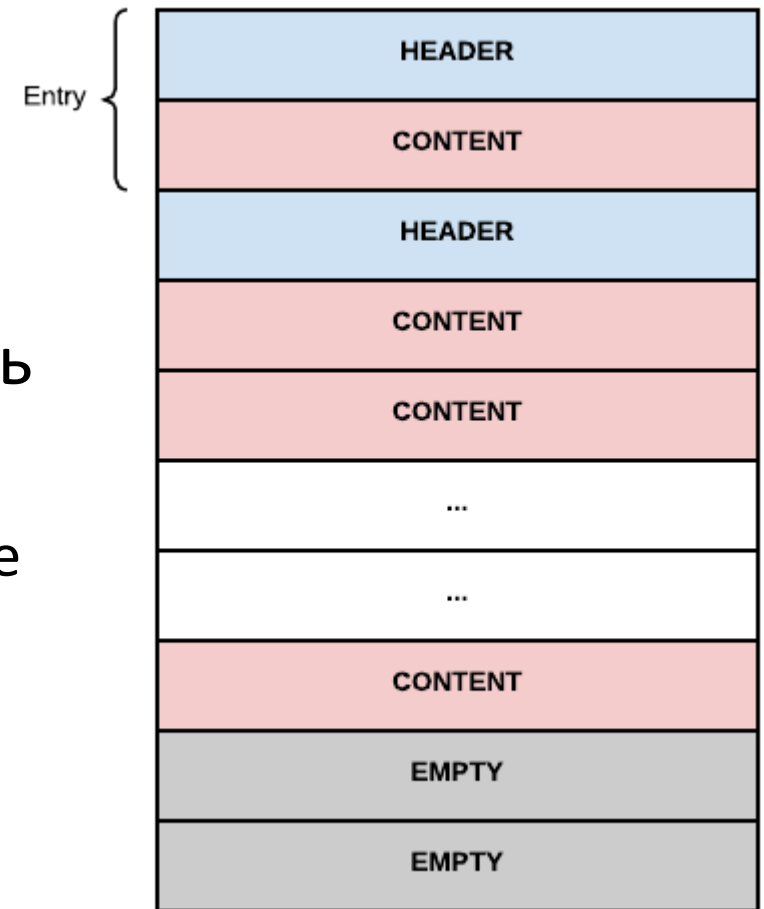 HEADER
Entry
CONTENT
HEADER
CONTENT
ь
CONTENT
...
е
...
CONTENT
EMPTY
EMPTY